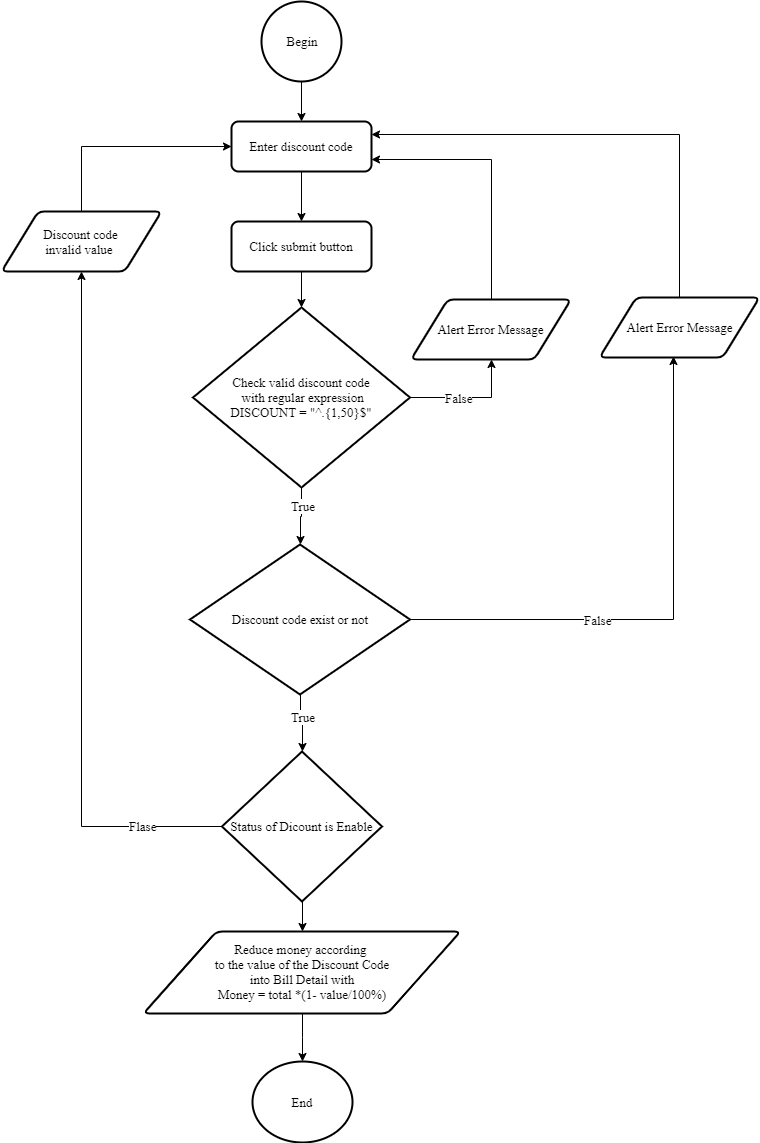 Begin
Enter discount code
Discount code
invalid value
Click submit button
Alert Error Message
Alert Error Message
Check valid discount code
with regular expression
DISCOUNT = "^.{1,50}$"
False
True
Discount code exist or not
False
True
Status of Dicount is Enable
Flase
Reduce money according
to the value of the Discount Code
into Bill Detail with
Money = total *(1- value/100%)
End